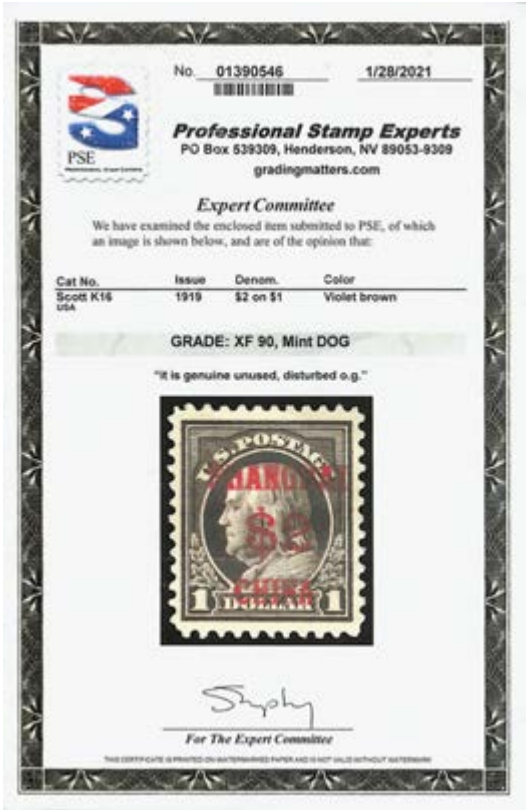 No. 01390546 1/28/2021
PSE
Professional Stamp Experts
PO Box 539309, Henderson, NV 89053-9309
gradingmatters.com
Expert Committee
We have examined the enclosed item submitted to PSE, of which
an image is shown below, and are of the opinion that:
Cat No. Issue Denom. Color
Scott K16 1919 $2 on $1 Violet brown
USA
GRADE: XF 90, Mint DOG
"it is genuine unused, disturbed o.g."
U.S. POSTAGE
SHANGHAI
$2
CHINA
1 DOLLAR 1
For The Expert Committee
THIS CERTIFICATE IS PRINTED ON WATERMARKED PAPER AND IS NOT VALID WITHOUT WATERMARK